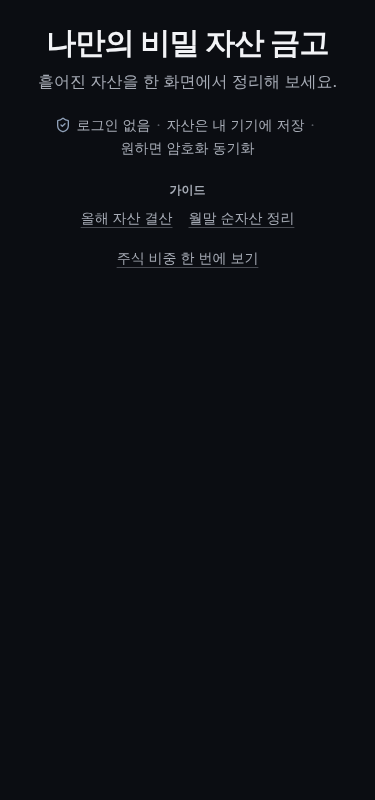 나만의 비밀 자산 금고
흩어진 자산을 한 화면에서 정리해 보세요.
로그인 없음 · 자산은 내 기기에 저장 ·
원하면 암호화 동기화
가이드
올해 자산 결산 월말 순자산 정리
주식 비중 한 번에 보기